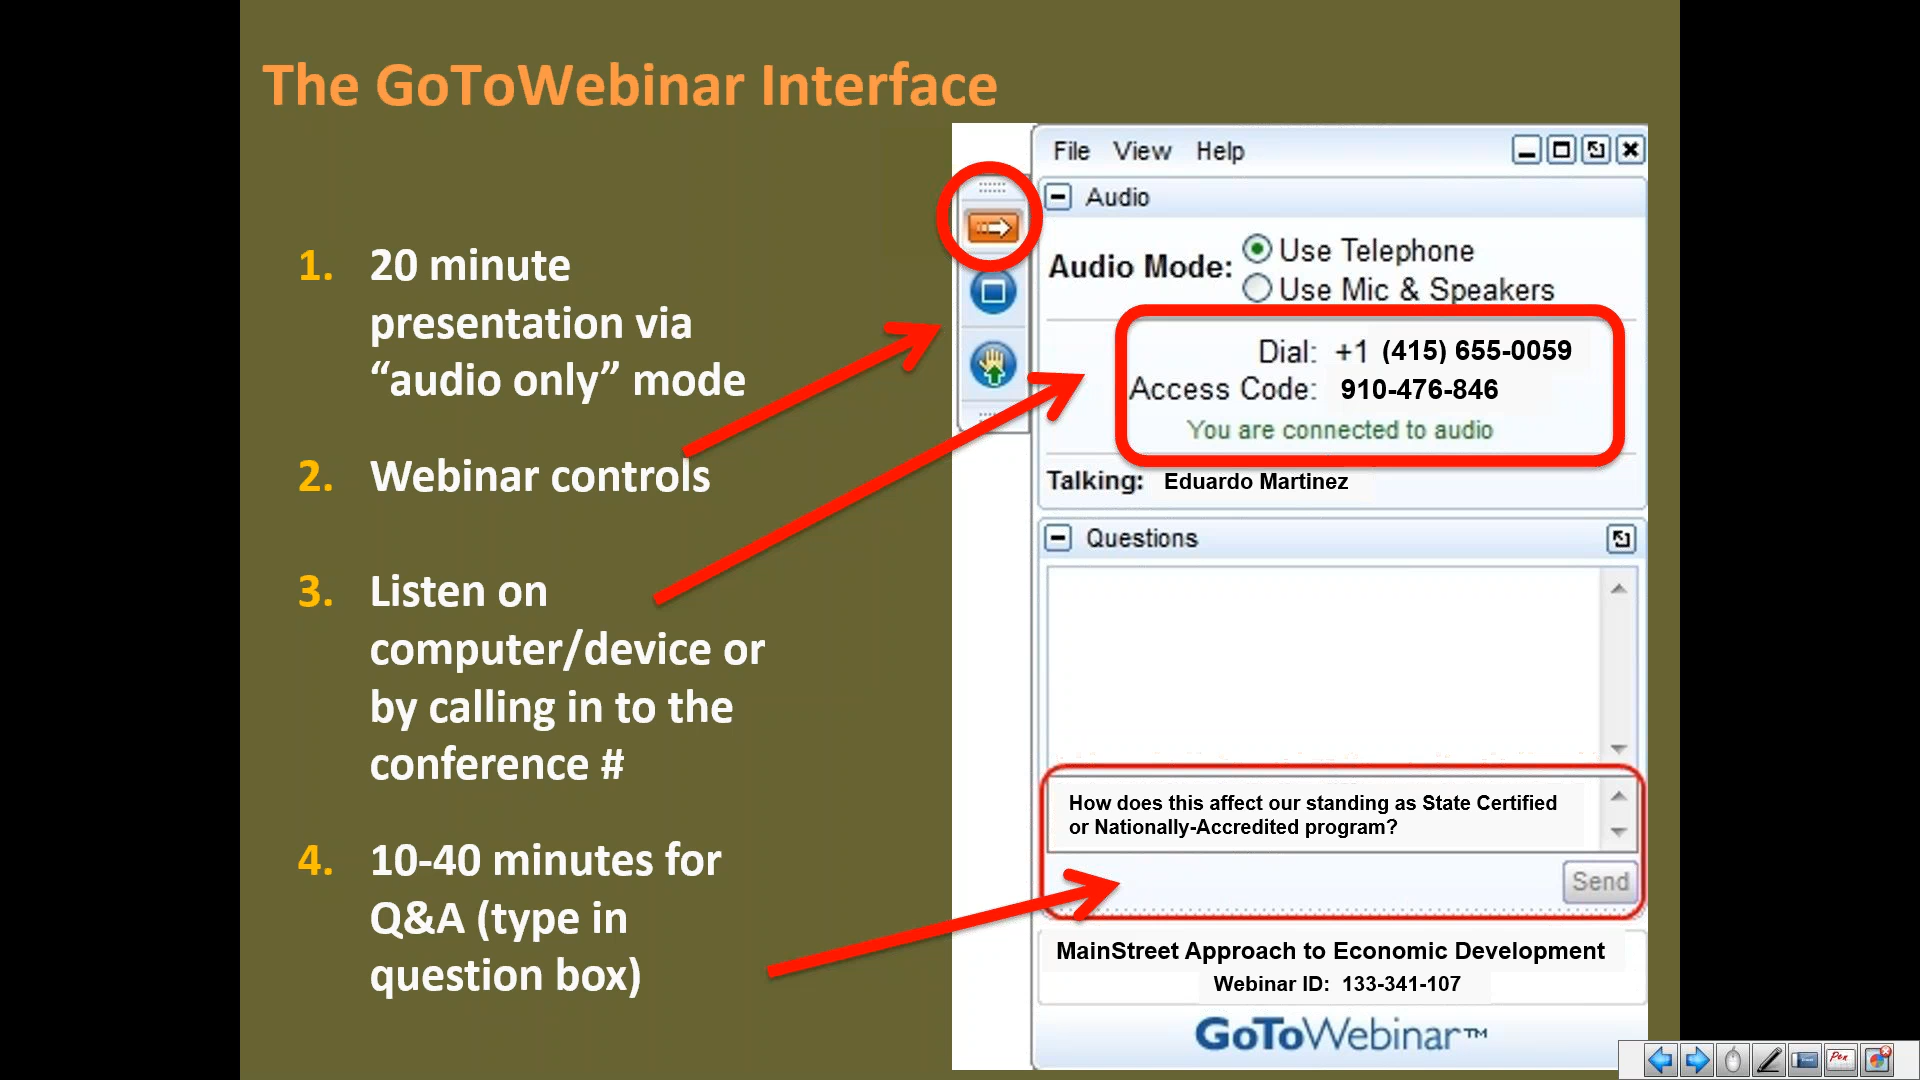 The GoToWebinar Interface
1. 20 minute
presentation via
“audio only” mode
2. Webinar controls
3. Listen on
computer/device or
by calling in to the
conference #
4. 10-40 minutes for
Q&A (type in
question box)
File View Help
Audio
Audio Mode: Use Telephone
Use Mic & Speakers
Dial: +1 (415) 655-0059
Access Code: 910-476-846
You are connected to audio
Talking: Eduardo Martinez
Questions
How does this affect our standing as State Certified
or Nationally-Accredited program?
Send
MainStreet Approach to Economic Development
Webinar ID: 133-341-107
GoToWebinar™
Pen